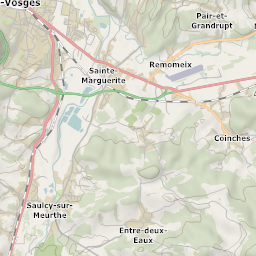 -Vosges
Pair-et-
Grandrupt
Remomeix
Sainte-
Marguerite
Coinches
Saulcy-sur-
Meurthe
Entre-deux-
Eaux